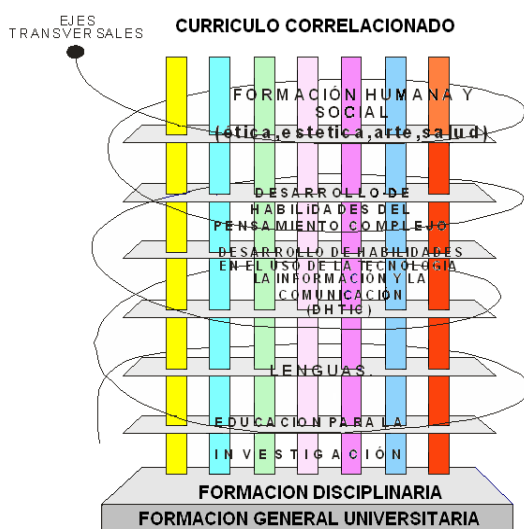 EJES
TRANSVERSALES
CURRICULO CORRELACIONADO
FORMACIÓN HUMANA Y
SOCIAL
(ética,estética,arte,salud)
DESARROLLO DE
HABILIDADES DEL
PENSAMIENTO COMPLEJO
DESARROLLO DE HABILIDADES
EN EL USO DE LA TECNOLOGÍA
LA INFORMACIÓN Y LA
COMUNICACIÓN
(DHTIC)
LENGUAS.
EDUCACION PARA LA
INVESTIGACIÓN
FORMACION DISCIPLINARIA
FORMACION GENERAL UNIVERSITARIA